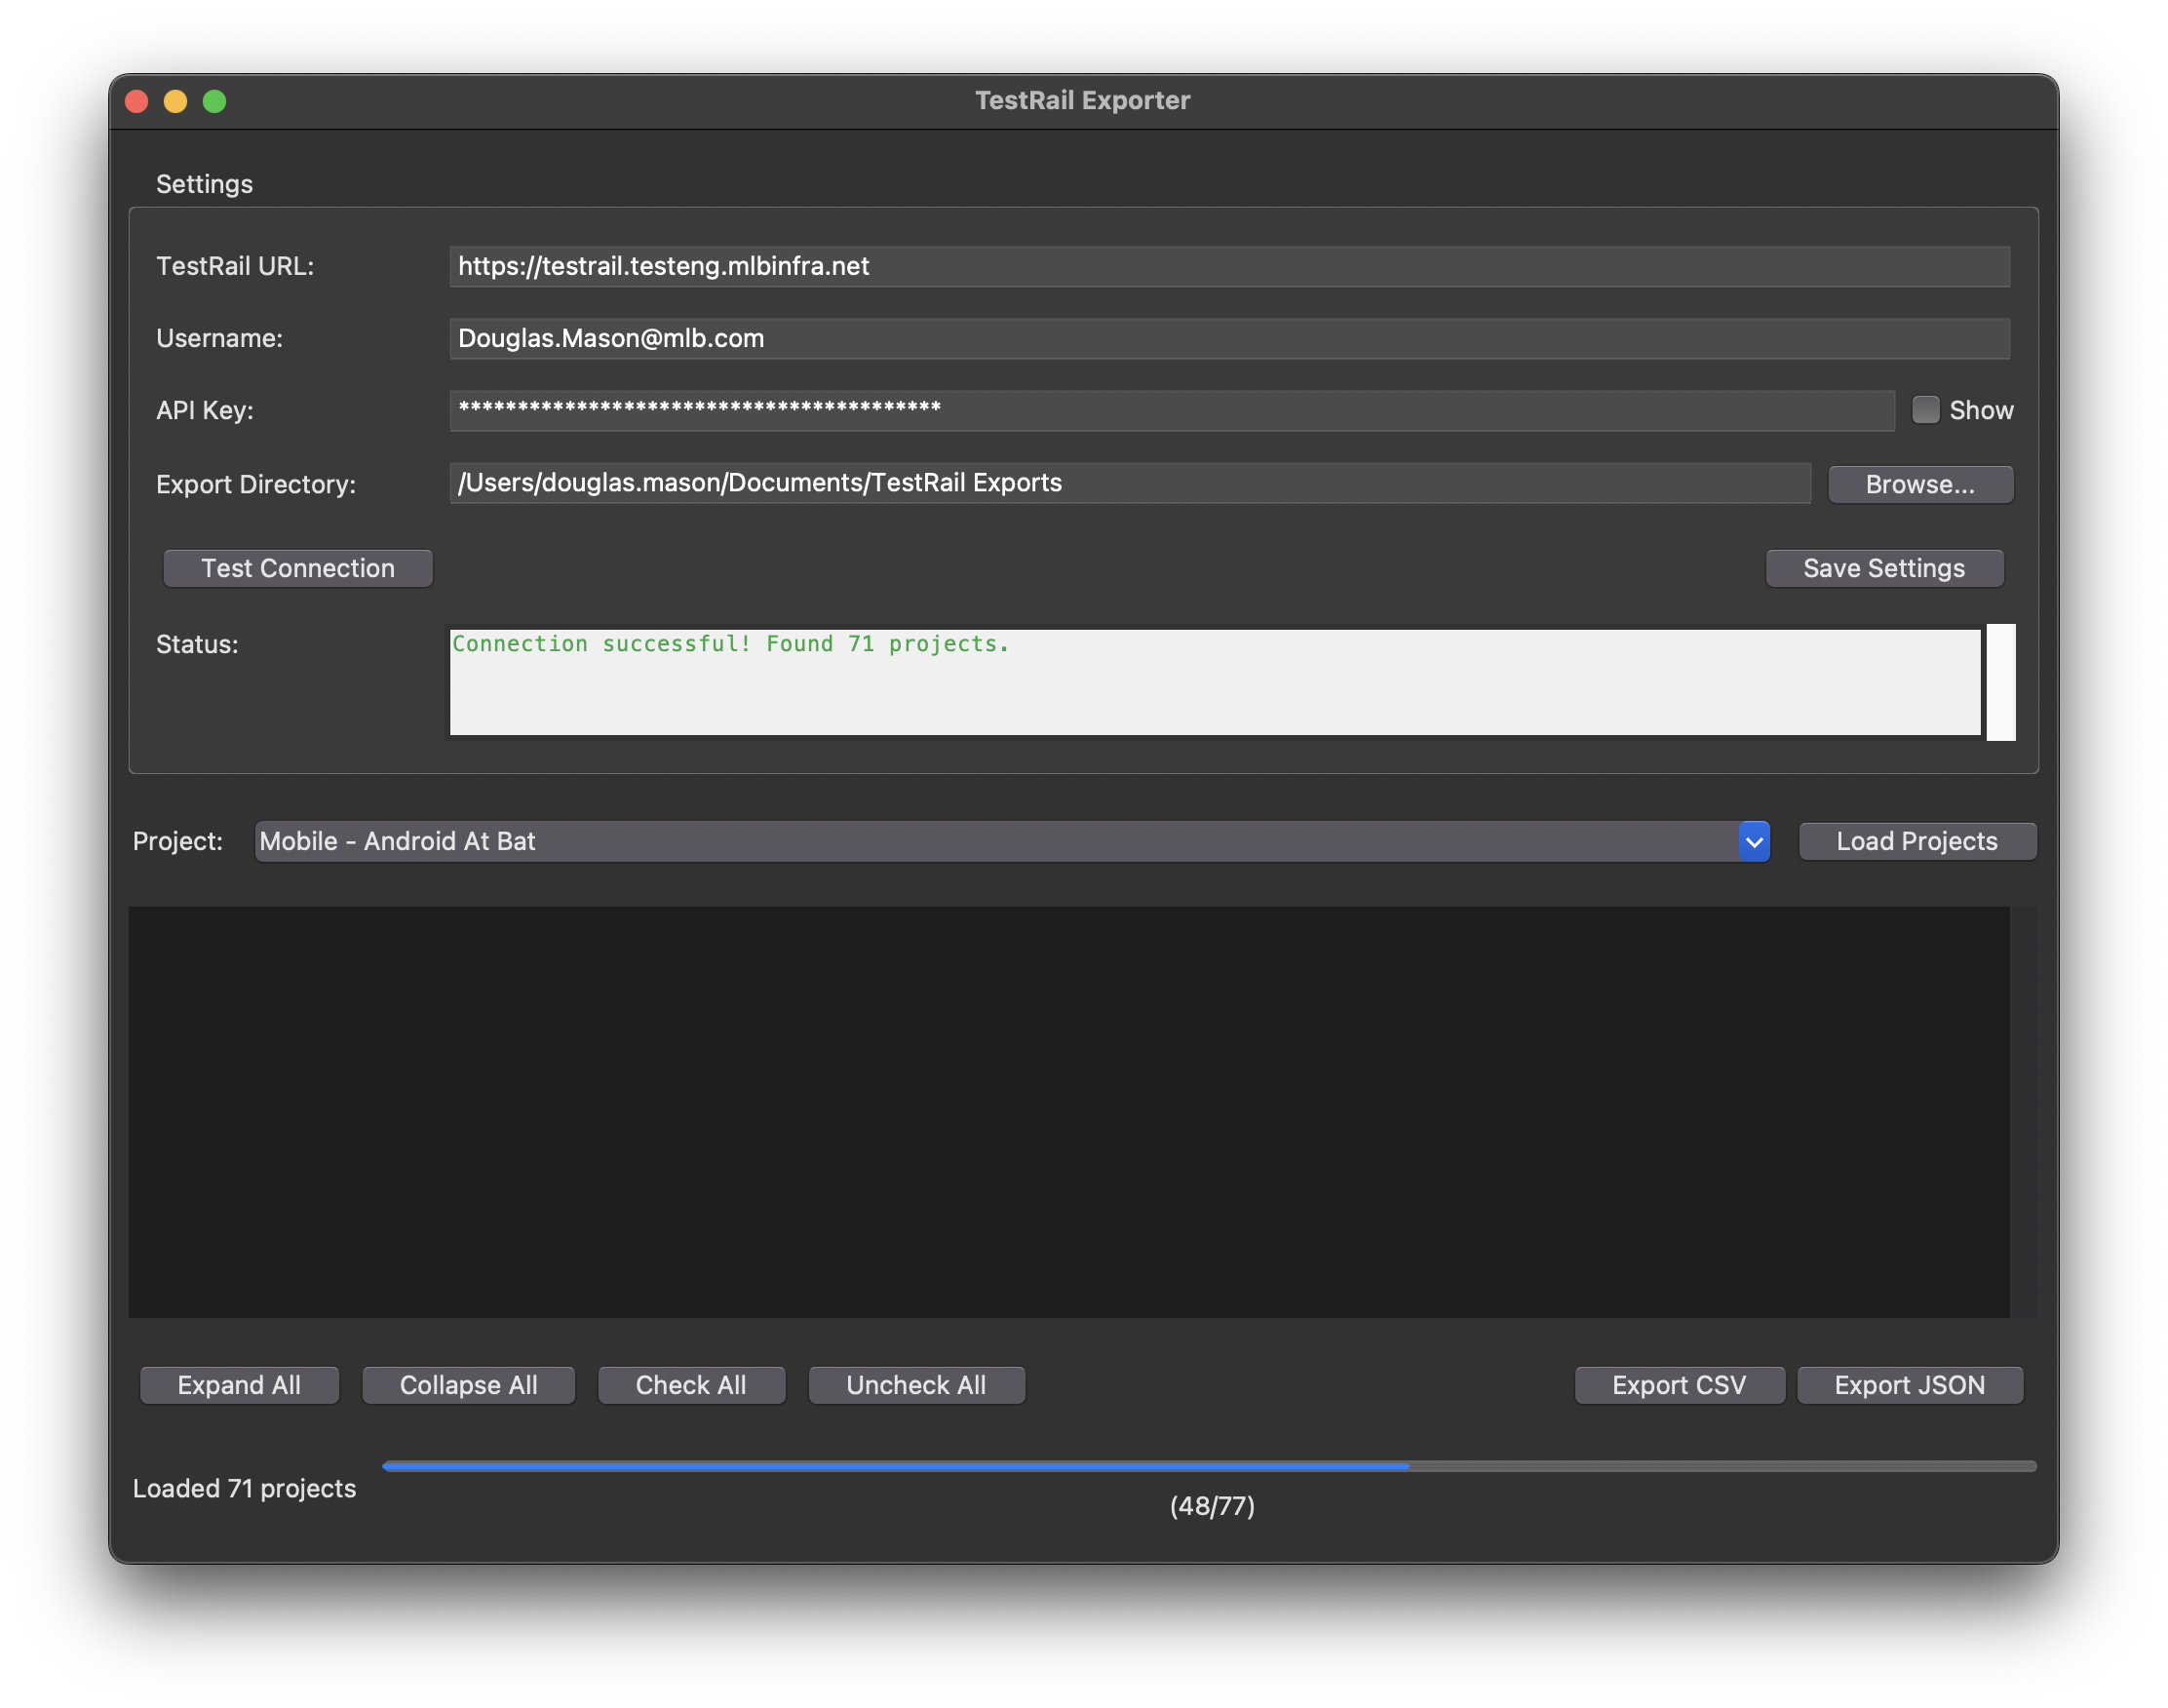 TestRail Exporter
Settings
TestRail URL: https://testrail.testeng.mlbinfra.net
Username: Douglas.Mason@mlb.com
API Key: ***************************************** Show
Export Directory: /Users/douglas.mason/Documents/TestRail Exports Browse...
Test Connection Save Settings
Status: Connection successful! Found 71 projects.
Project: Mobile - Android At Bat Load Projects
Expand All Collapse All Check All Uncheck All Export CSV Export JSON
Loaded 71 projects
(48/77)